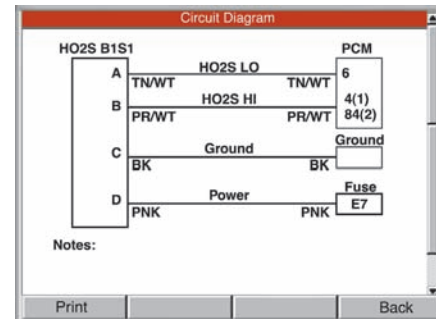 Circuit Diagram
HO2S B1S1 PCM
A HO2S LO 6
TN/WT TN/WT
B HO2S HI 4(1)
PR/WT PR/WT 84(2)
C Ground Ground
BK BK
D Power Fuse
PNK PNK E7
Notes:
Print Back